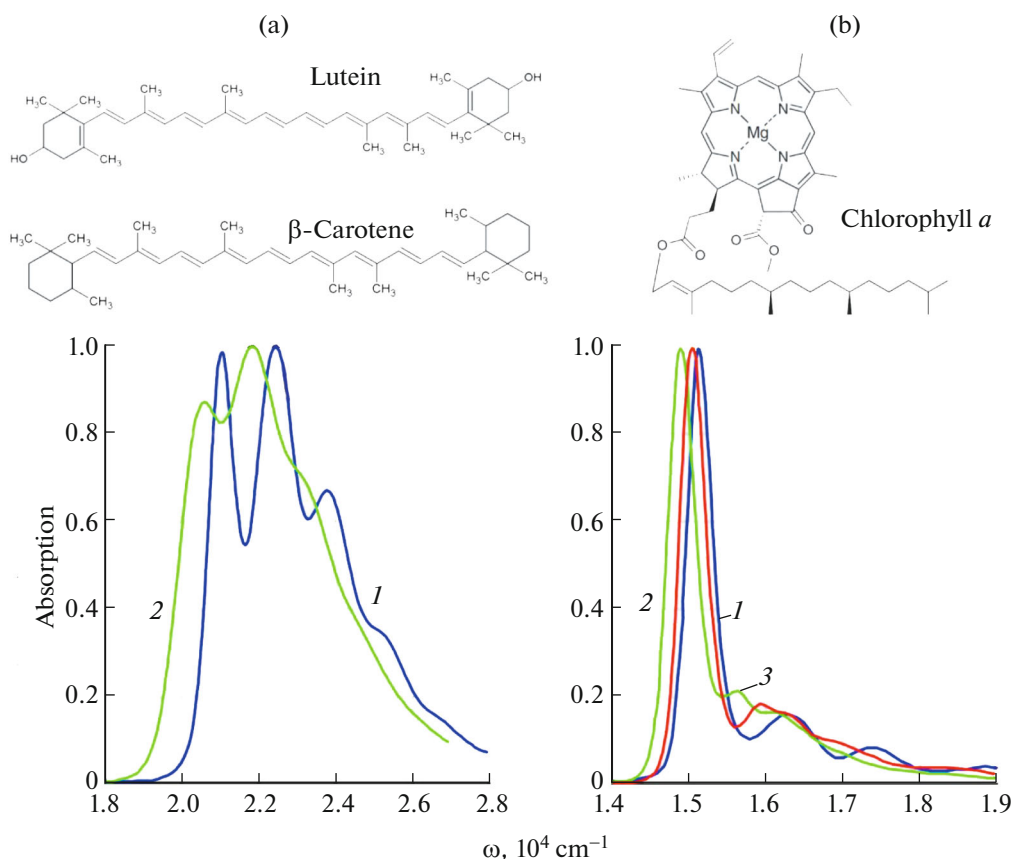 (a)
Lutein
H₃C
CH₃
CH₃
CH₃
H₃C
OH
HO
CH₃
CH₃
CH₃
H₃C
CH₃
β-Carotene
H₃C
CH₃
H₃C
CH₃
CH₃
CH₃
CH₃
CH₃
H₃C
CH₃
(b)
N
N
Mg
N
N
O
O
O
O
O
Chlorophyll a
Absorption
1.0
0.8
0.6
0.4
0.2
0
1.8
2.0
2.2
2.4
2.6
2.8
2
1
1.0
0.8
0.6
0.4
0.2
0
1.4
1.5
1.6
1.7
1.8
1.9
2
1
3
ω, 10⁴ cm⁻¹